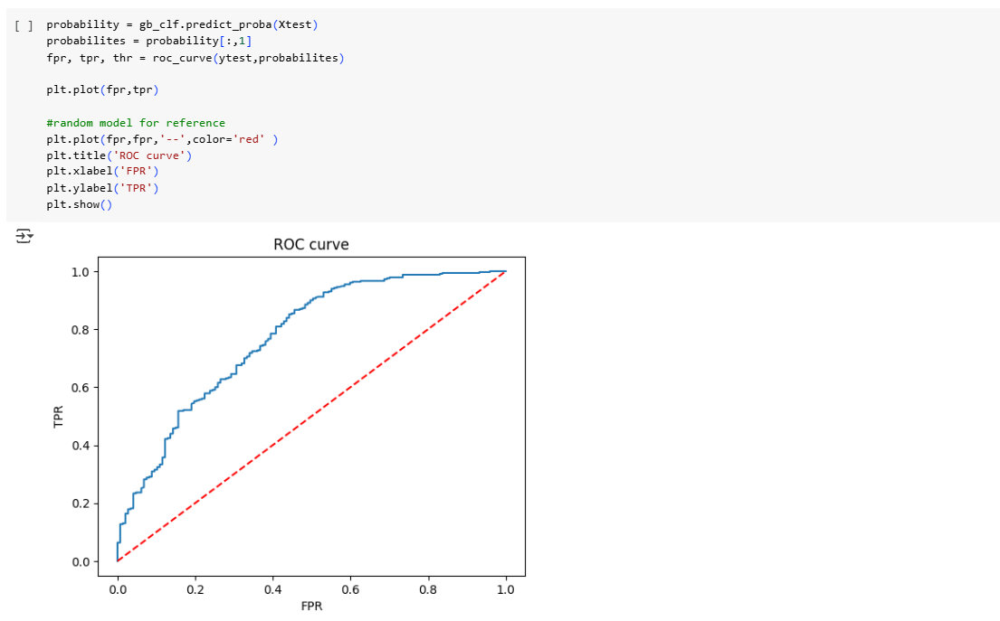 [ ] probability = gb_clf.predict_proba(Xtest)
probabilites = probability[:,1]
fpr, tpr, thr = roc_curve(ytest,probabilites)
plt.plot(fpr,tpr)
#random model for reference
plt.plot(fpr,fpr,'--',color='red' )
plt.title('ROC curve')
plt.xlabel('FPR')
plt.ylabel('TPR')
plt.show()
ROC curve
1.0
0.8
0.6
TPR
0.4
0.2
0.0
0.0 0.2 0.4 0.6 0.8 1.0
FPR